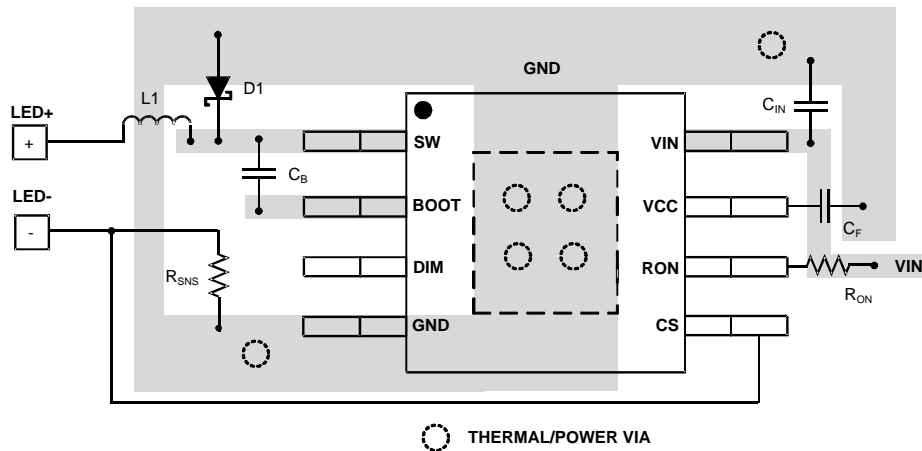 GND
D1
L1
LED+
+
C_IN
SW
VIN
C_B
BOOT
VCC
LED-
-
C_F
DIM
RON
VIN
R_SNS
R_ON
GND
CS
THERMAL/POWER VIA